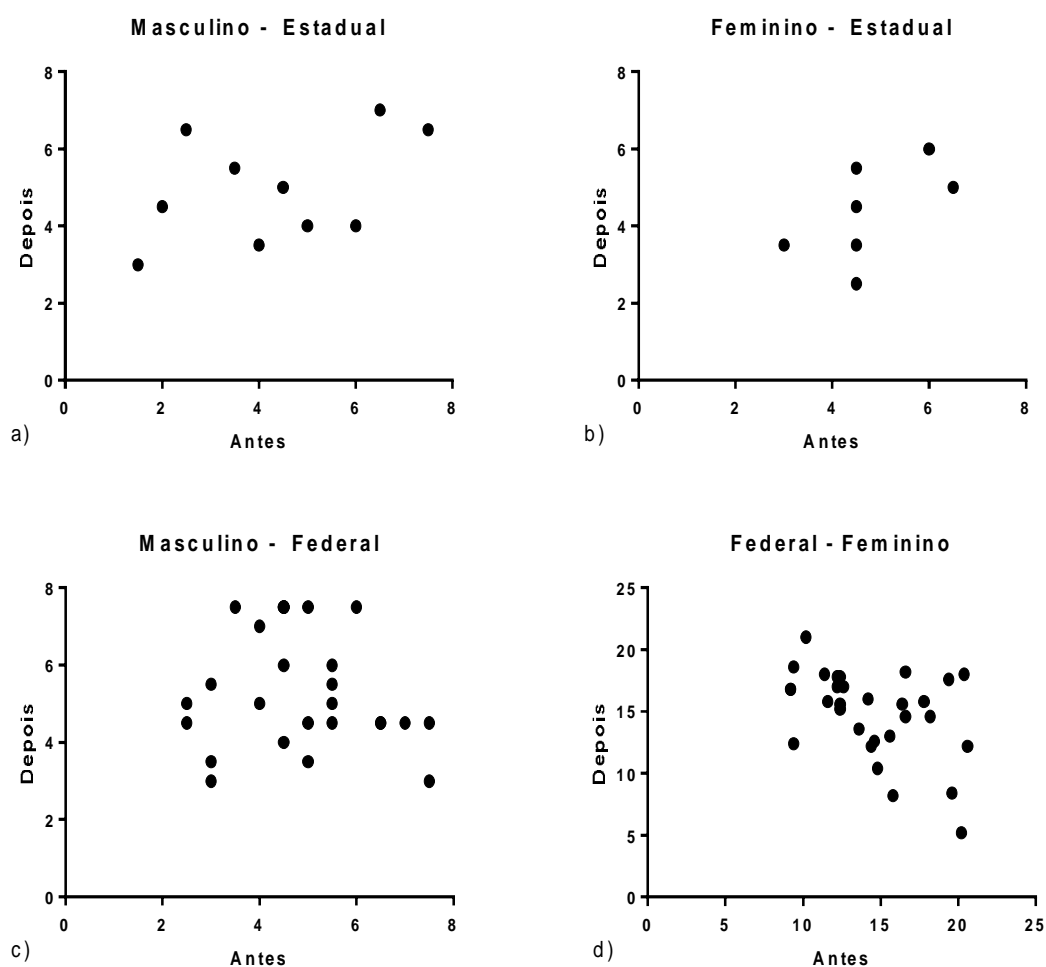 Masculino - Estadual
8
6
4
2
0
Depois
0 2 4 6 8
Antes
a)
Feminino - Estadual
8
6
4
2
0
Depois
0 2 4 6 8
Antes
b)
Masculino - Federal
8
6
4
2
0
Depois
0 2 4 6 8
Antes
c)
Federal - Feminino
25
20
15
10
5
0
Depois
0 5 10 15 20 25
Antes
d)